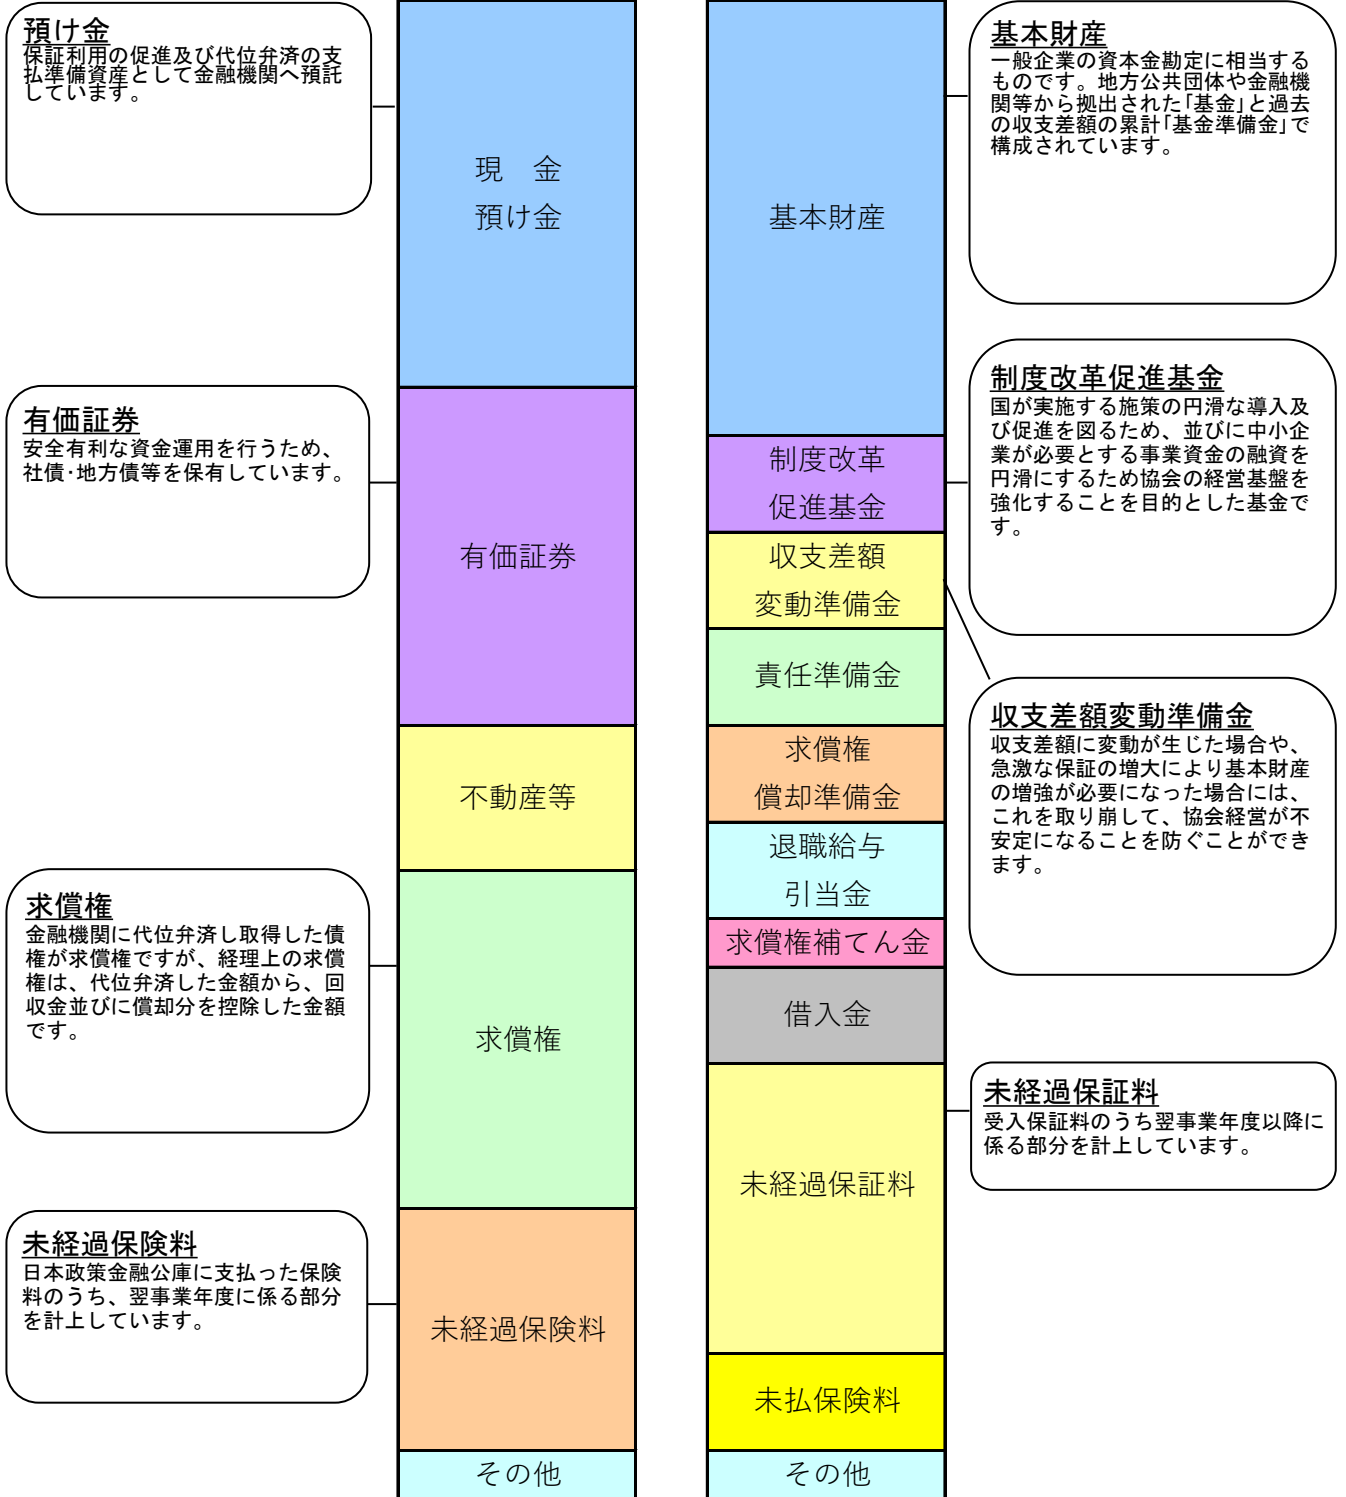 預け金
保証利用の促進及び代位弁済の支
払準備資産として金融機関へ預託
しています。
有価証券
安全有利な資金運用を行うため、
社債･地方債等を保有しています。
求償権
金融機関に代位弁済し取得した債
権が求償権ですが、経理上の求償
権は、代位弁済した金額から、回
収金並びに償却分を控除した金額
です。
未経過保険料
日本政策金融公庫に支払った保険
料のうち、翌事業年度に係る部分
を計上しています。
現　金
預け金
有価証券
不動産等
求償権
未経過保険料
その他
基本財産
制度改革
促進基金
収支差額
変動準備金
責任準備金
求償権
償却準備金
退職給与
引当金
求償権補てん金
借入金
未経過保証料
未払保険料
その他
基本財産
一般企業の資本金勘定に相当する
ものです。地方公共団体や金融機
関等から拠出された｢基金｣と過去
の収支差額の累計｢基金準備金｣で
構成されています。
制度改革促進基金
国が実施する施策の円滑な導入及
び促進を図るため、並びに中小企
業が必要とする事業資金の融資を
円滑にするため協会の経営基盤を
強化することを目的とした基金で
す。
収支差額変動準備金
収支差額に変動が生じた場合や、
急激な保証の増大により基本財産
の増強が必要になった場合には、
これを取り崩して、協会経営が不
安定になることを防ぐことができ
ます。
未経過保証料
受入保証料のうち翌事業年度以降に
係る部分を計上しています。